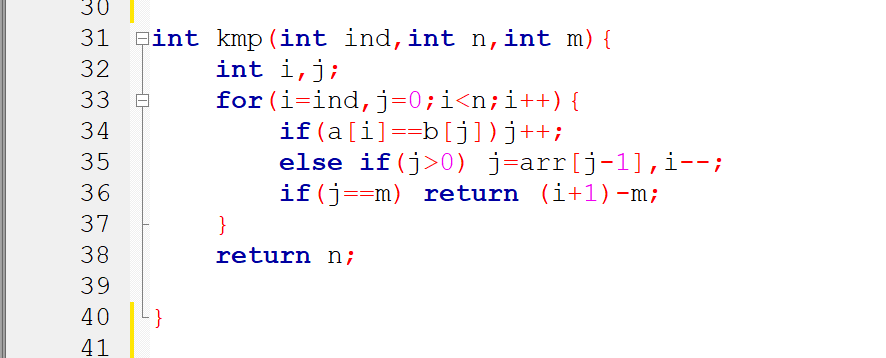 30
31 int kmp(int ind,int n,int m){
32     int i,j;
33     for(i=ind,j=0;i<n;i++){
34         if(a[i]==b[j])j++;
35         else if(j>0) j=arr[j-1],i--;
36         if(j==m) return (i+1)-m;
37     }
38     return n;
39
40 }
41